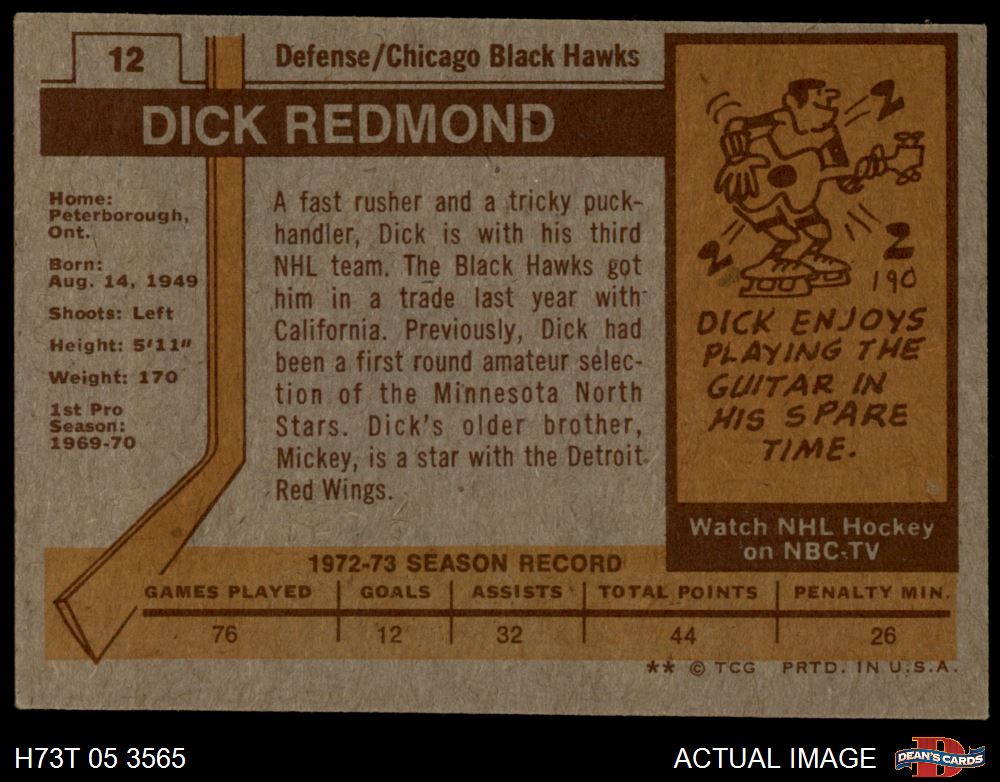 12
Defense/Chicago Black Hawks
DICK REDMOND
Home:
Peterborough,
Ont.
Born:
Aug. 14, 1949
Shoots: Left
Height: 5'11"
Weight: 170
1st Pro
Season:
1969-70
A fast rusher and a tricky puck-
handler, Dick is with his third
NHL team. The Black Hawks got
him in a trade last year with
California. Previously, Dick had
been a first round amateur selec-
tion of the Minnesota North
Stars. Dick's older brother,
Mickey, is a star with the Detroit
Red Wings.
190
DICK ENJOYS
PLAYING THE
GUITAR IN
HIS SPARE
TIME.
Watch NHL Hockey
on NBC-TV
1972-73 SEASON RECORD
GAMES PLAYED GOALS ASSISTS TOTAL POINTS PENALTY MIN.
76 12 32 44 26
** © TCG PRTD. IN U.S.A.
H73T 05 3565
ACTUAL IMAGE
D
DEAN'S CARDS